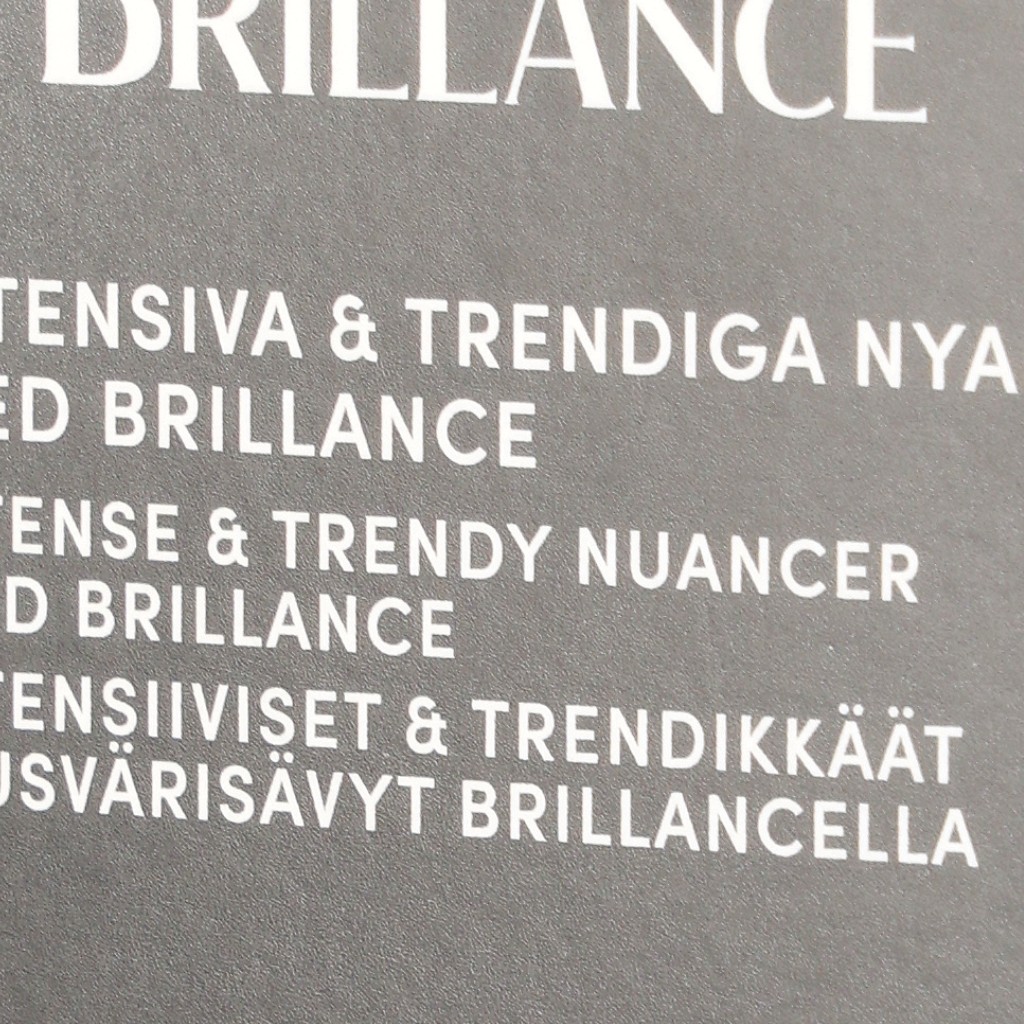 BRILLANCE
TENSIVA & TRENDIGA NYA
ED BRILLANCE
TENSE & TRENDY NUANCER
D BRILLANCE
TENSIIVISET & TRENDIKKÄÄT
USVÄRISÄVYT BRILLANCELLA